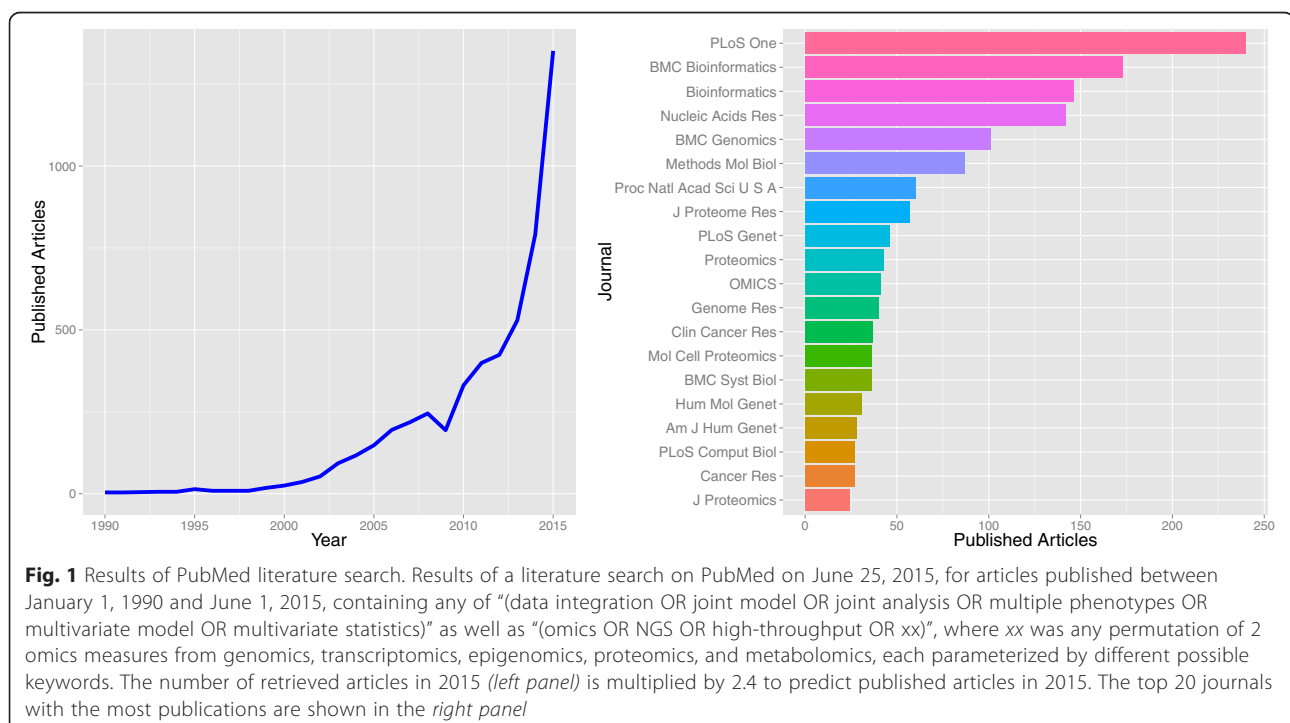 1000
500
0
Published Articles
1990
1995
2000
2005
2010
2015
Year
PLoS One
BMC Bioinformatics
Bioinformatics
Nucleic Acids Res
BMC Genomics
Methods Mol Biol
Proc Natl Acad Sci U S A
J Proteome Res
PLoS Genet
Proteomics
OMICS
Genome Res
Clin Cancer Res
Mol Cell Proteomics
BMC Syst Biol
Hum Mol Genet
Am J Hum Genet
PLoS Comput Biol
Cancer Res
J Proteomics
Journal
0
50
100
150
200
250
Published Articles
Fig. 1 Results of PubMed literature search. Results of a literature search on PubMed on June 25, 2015, for articles published between
January 1, 1990 and June 1, 2015, containing any of “(data integration OR joint model OR joint analysis OR multiple phenotypes OR
multivariate model OR multivariate statistics)” as well as “(omics OR NGS OR high-throughput OR xx)”, where xx was any permutation of 2
omics measures from genomics, transcriptomics, epigenomics, proteomics, and metabolomics, each parameterized by different possible
keywords. The number of retrieved articles in 2015 (left panel) is multiplied by 2.4 to predict published articles in 2015. The top 20 journals
with the most publications are shown in the right panel